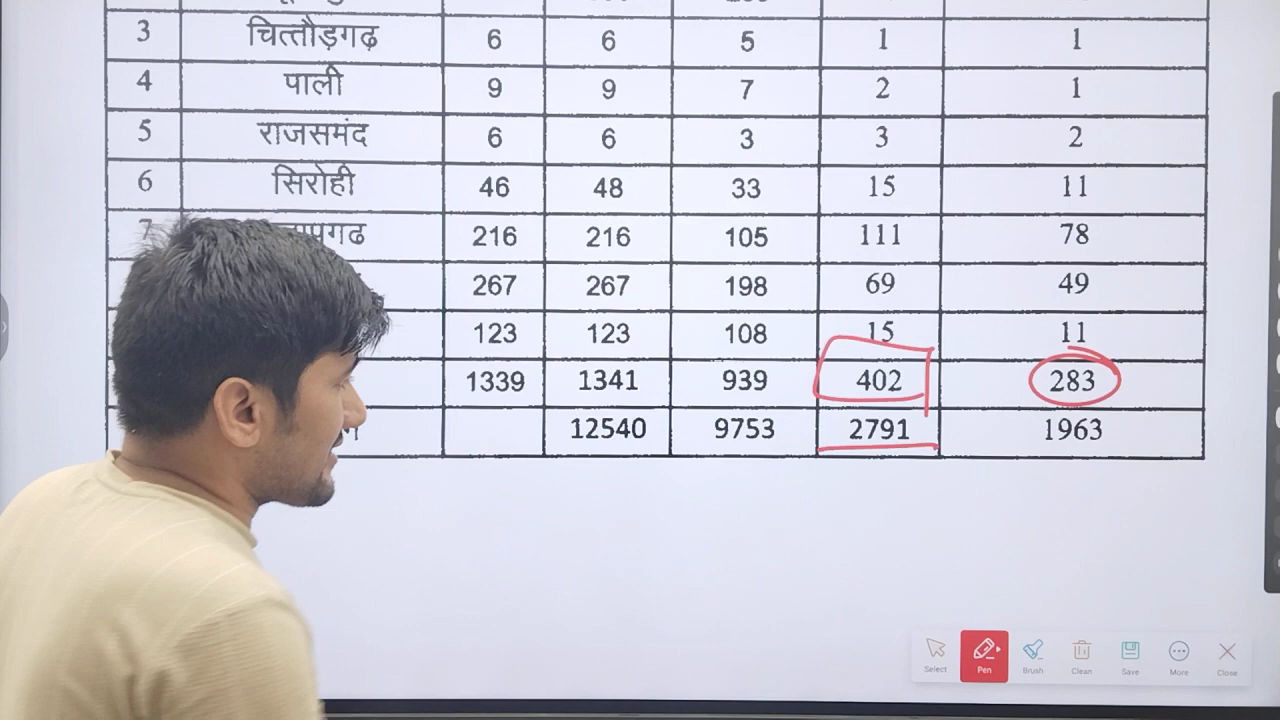 3 चित्तौड़गढ़ 6 6 5 1 1
4 पाली 9 9 7 2 1
5 राजसमंद 6 6 3 3 2
6 सिरोही 46 48 33 15 11
7 216 216 105 111 78
267 267 198 69 49
123 123 108 15 11
1339 1341 939 402 283
12540 9753 2791 1963
Select Pen Brush Clean Save More Close